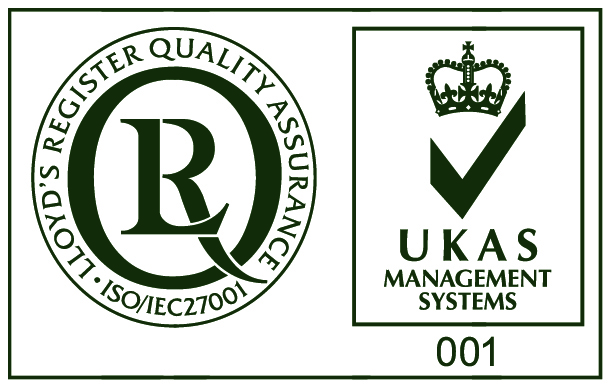 LLOYD'S REGISTER QUALITY ASSURANCE
· ISO/IEC27001
LRQ
UKAS
MANAGEMENT
SYSTEMS
001